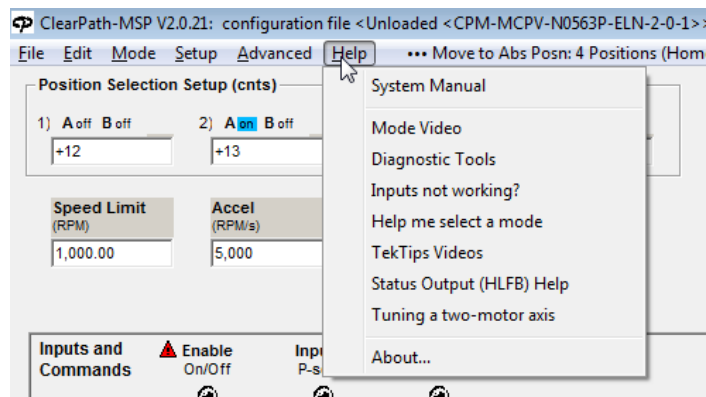 ClearPath-MSP V2.0.21: configuration file <Unloaded <CPM-MCPV-N0563P-ELN-2-0-1>>
File Edit Mode Setup Advanced Help ••• Move to Abs Posn: 4 Positions (Hom
Position Selection Setup (cnts)
1) A off B off 2) A on B off
+12 +13
Speed Limit Accel
(RPM) (RPM/s)
1,000.00 5,000
System Manual
Mode Video
Diagnostic Tools
Inputs not working?
Help me select a mode
TekTips Videos
Status Output (HLFB) Help
Tuning a two-motor axis
About...
Inputs and Enable Inp
Commands On/Off P-s